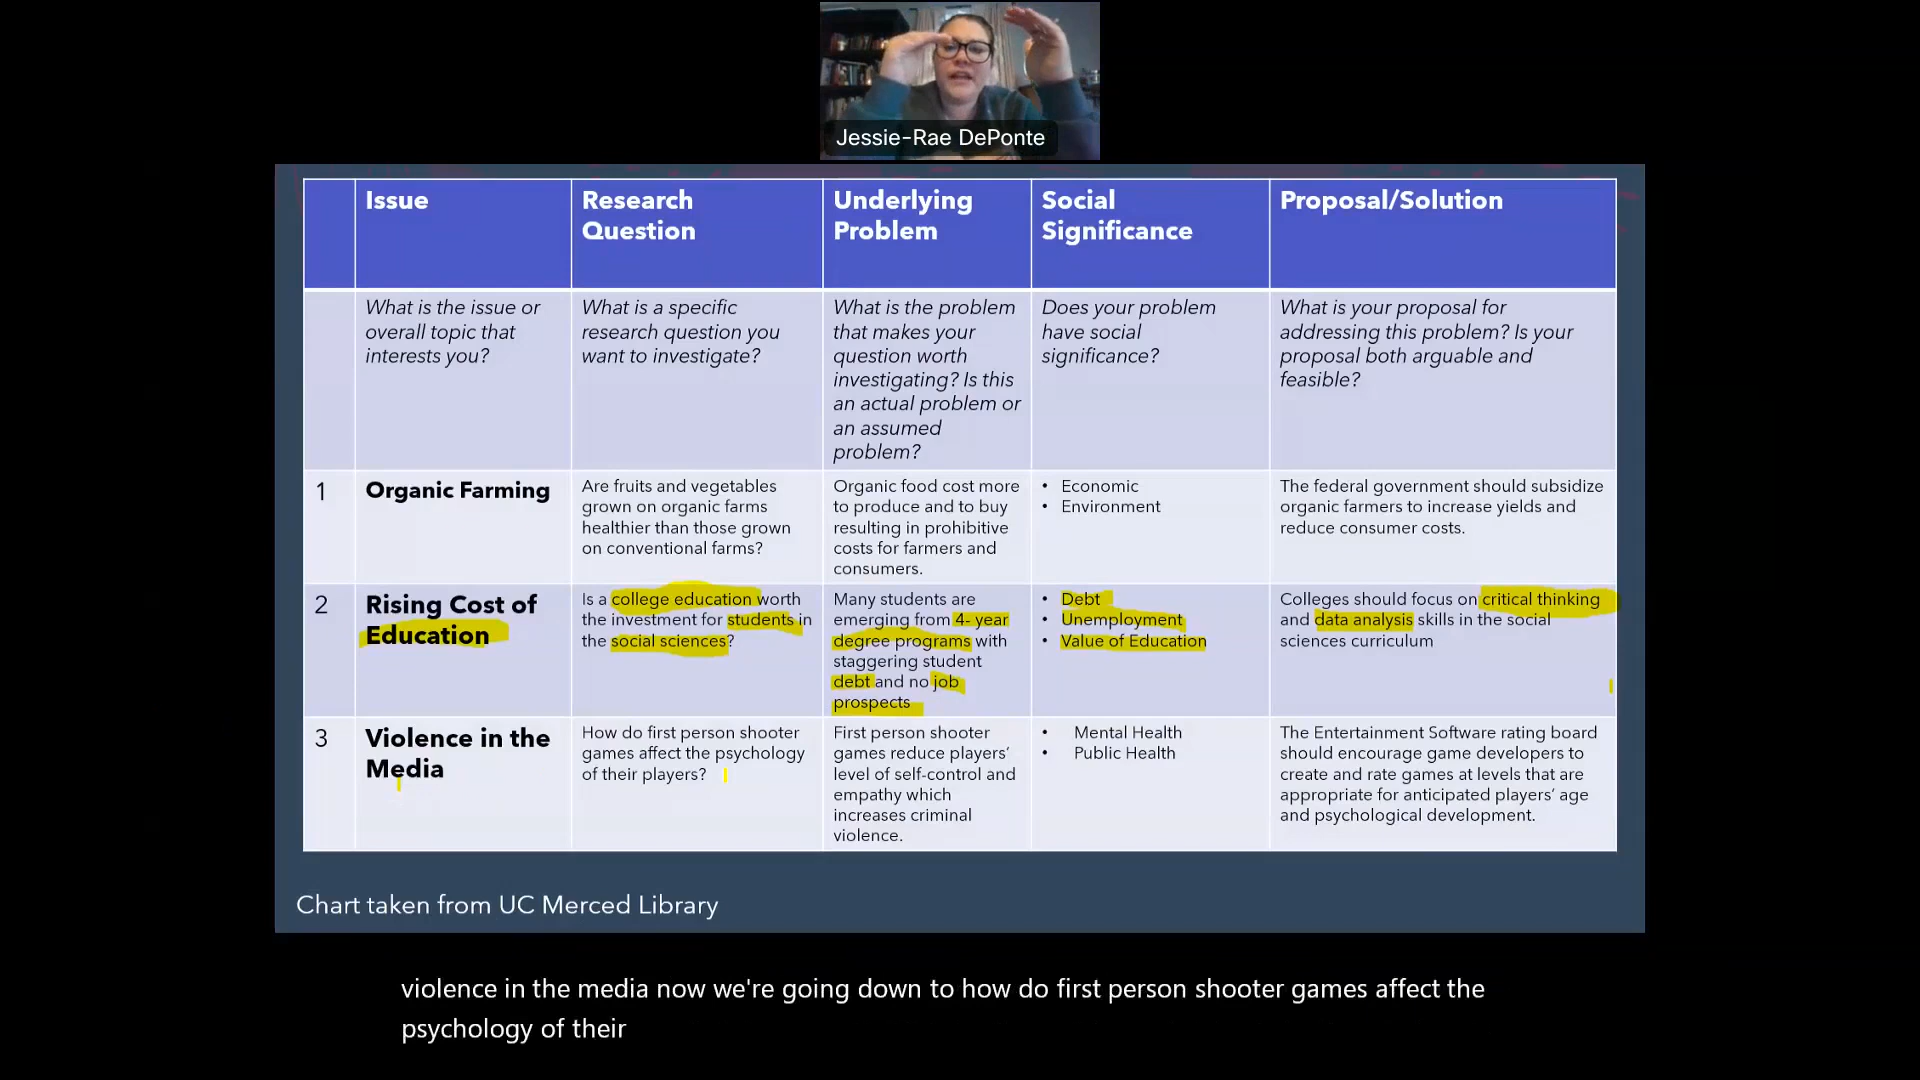 Jessie-Rae DePonte
Issue
Research
Question
Underlying
Problem
Social
Significance
Proposal/Solution
What is the issue or
overall topic that
interests you?
What is a specific
research question you
want to investigate?
What is the problem
that makes your
question worth
investigating? Is this
an actual problem or
an assumed
problem?
Does your problem
have social
significance?
What is your proposal for
addressing this problem? Is your
proposal both arguable and
feasible?
1
Organic Farming
Are fruits and vegetables
grown on organic farms
healthier than those grown
on conventional farms?
Organic food cost more
to produce and to buy
resulting in prohibitive
costs for farmers and
consumers.
• Economic
• Environment
The federal government should subsidize
organic farmers to increase yields and
reduce consumer costs.
2
Rising Cost of
Education
Is a college education worth
the investment for students in
the social sciences?
Many students are
emerging from 4- year
degree programs with
staggering student
debt and no job
prospects
• Debt
• Unemployment
• Value of Education
Colleges should focus on critical thinking
and data analysis skills in the social
sciences curriculum
3
Violence in the
Media
How do first person shooter
games affect the psychology
of their players?
First person shooter
games reduce players’
level of self-control and
empathy which
increases criminal
violence.
• Mental Health
• Public Health
The Entertainment Software rating board
should encourage game developers to
create and rate games at levels that are
appropriate for anticipated players’ age
and psychological development.
Chart taken from UC Merced Library
violence in the media now we're going down to how do first person shooter games affect the
psychology of their